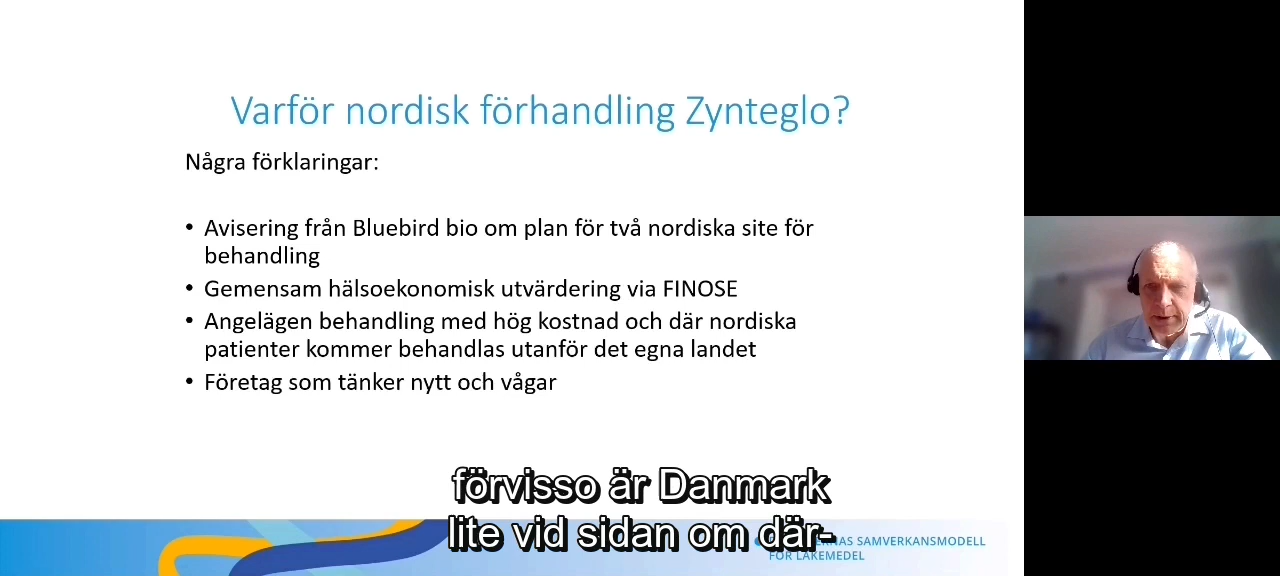 Varför nordisk förhandling Zynteglo?
Några förklaringar:
• Avisering från Bluebird bio om plan för två nordiska site för
behandling
• Gemensam hälsoekonomisk utvärdering via FINOSE
• Angelägen behandling med hög kostnad och där nordiska
patienter kommer behandlas utanför det egna landet
• Företag som tänker nytt och vågar
förvisso är Danmark
lite vid sidan om där-
SAMVERKANSMODELL
FÖR LÄKEMEDEL